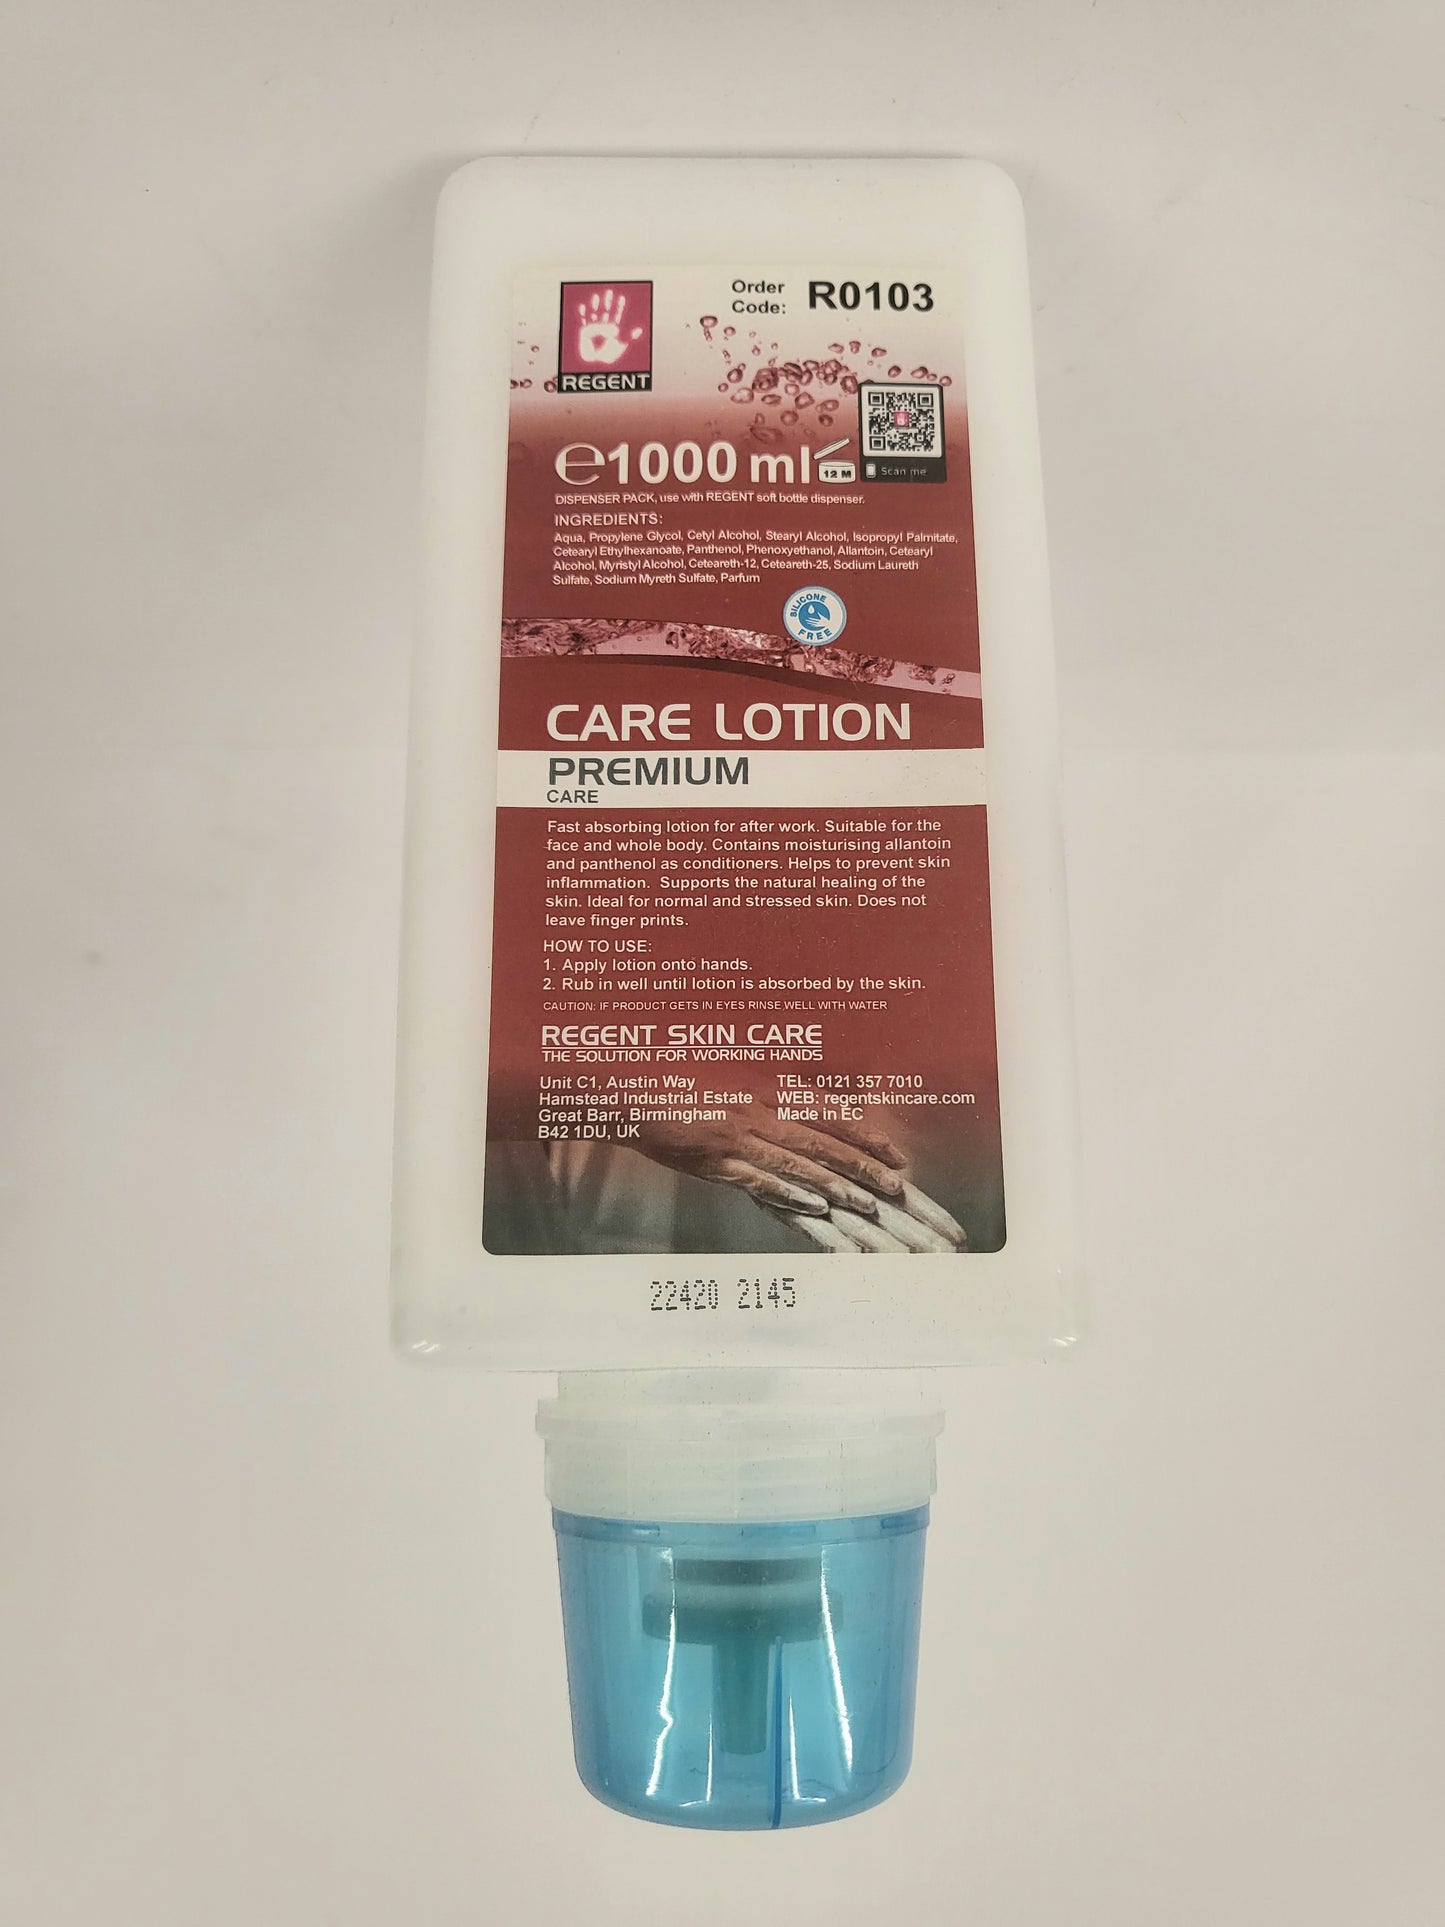 Order
Code: R0103
REGENT
e1000 ml
12 M
Scan me
DISPENSER PACK, use with REGENT soft bottle dispenser.
INGREDIENTS:
Aqua, Propylene Glycol, Cetyl Alcohol, Stearyl Alcohol, Isopropyl Palmitate,
Cetearyl Ethylhexanoate, Panthenol, Phenoxyethanol, Allantoin, Cetearyl
Alcohol, Myristyl Alcohol, Ceteareth-12, Ceteareth-25, Sodium Laureth
Sulfate, Sodium Myreth Sulfate, Parfum
SILICONE
FREE
CARE LOTION
PREMIUM
CARE
Fast absorbing lotion for after work. Suitable for the
face and whole body. Contains moisturising allantoin
and panthenol as conditioners. Helps to prevent skin
inflammation. Supports the natural healing of the
skin. Ideal for normal and stressed skin. Does not
leave finger prints.
HOW TO USE:
1. Apply lotion onto hands.
2. Rub in well until lotion is absorbed by the skin.
CAUTION: IF PRODUCT GETS IN EYES RINSE WELL WITH WATER
REGENT SKIN CARE
THE SOLUTION FOR WORKING HANDS
Unit C1, Austin Way
Hamstead Industrial Estate
Great Barr, Birmingham
B42 1DU, UK
TEL: 0121 357 7010
WEB: regentskincare.com
Made in EC
22420 2145